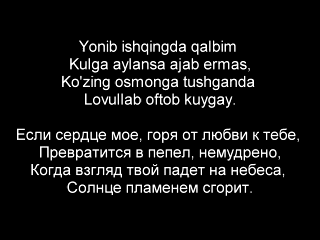 Yonib ishqingda qalbim
Kulga aylansa ajab ermas,
Ko'zing osmonga tushganda
Lovullab oftob kuygay.
Если сердце мое, горя от любви к тебе,
Превратится в пепел, немудрено,
Когда взгляд твой падет на небеса,
Солнце пламенем сгорит.